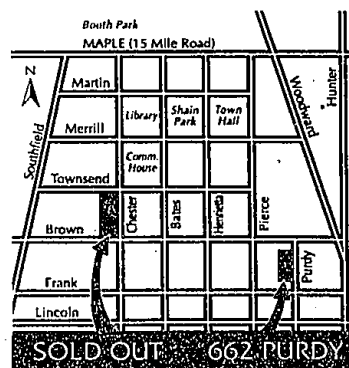 Booth Park
MAPLE (15 Mile Road)
N
Martin
Library
Shain
Park
Town
Hall
Woodward
Hunter
Merrill
Southfield
Comm.
House
Townsend
Chester
Bates
Henrietta
Pierce
Brown
Purdy
Frank
Lincoln
SOLD OUT
662 PURDY